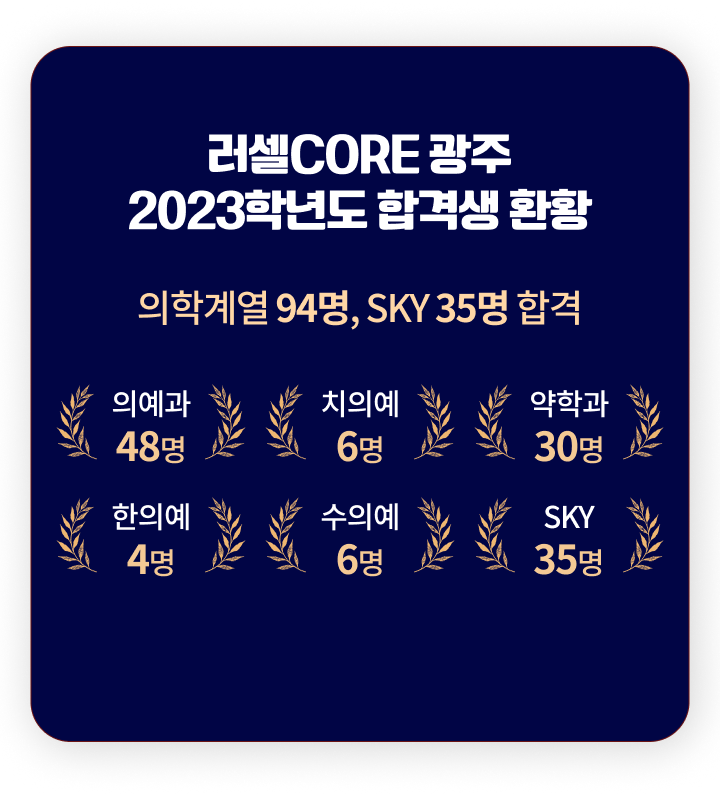 러셀CORE 광주
2023학년도 합격생 환황
의학계열 94명, SKY 35명 합격
의예과 치의예 약학과
48명 6명 30명
한의예 수의예 SKY
4명 6명 35명